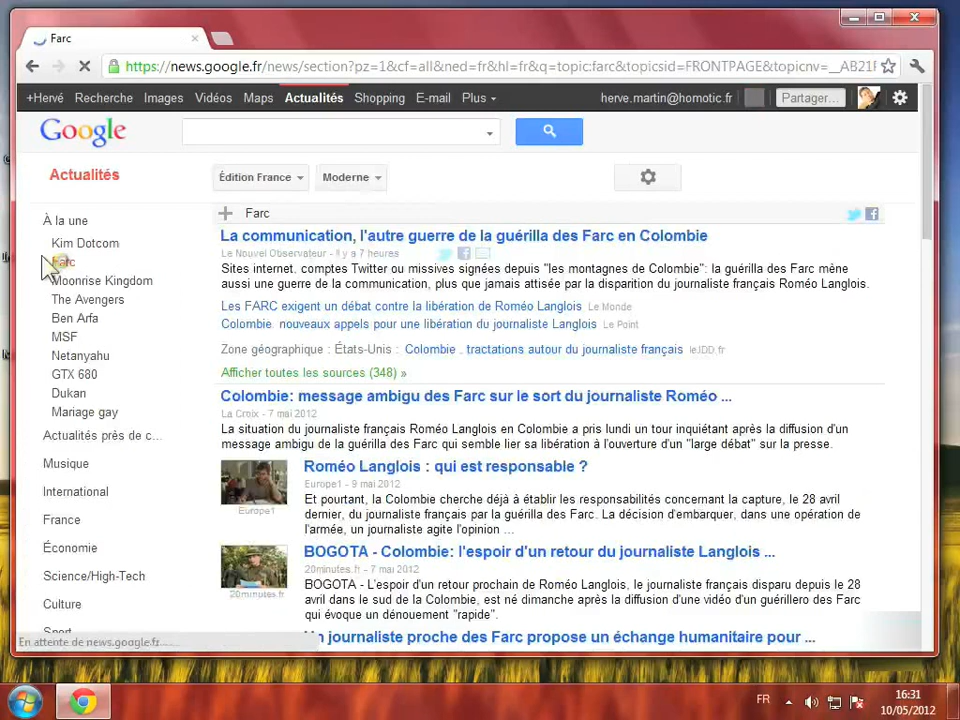 Farc
https://news.google.fr/news/section?pz=1&cf=all&ned=fr&hl=fr&q=topic:farc&topicsid=FRONTPAGE&topicnv=__AB21F
+Hervé Recherche Images Vidéos Maps Actualités Shopping E-mail Plus herve.martin@homotic.fr Partager...
Google
Actualités Édition France Moderne
À la une
Kim Dotcom
Farc
Moonrise Kingdom
The Avengers
Ben Arfa
MSF
Netanyahu
GTX 680
Dukan
Mariage gay
Actualités près de c...
Musique
International
France
Économie
Science/High-Tech
Culture
Sport
Farc
La communication, l'autre guerre de la guérilla des Farc en Colombie
Le Nouvel Observateur - Il y a 7 heures
Sites internet, comptes Twitter ou missives signées depuis "les montagnes de Colombie": la guérilla des Farc mène
aussi une guerre de la communication, plus que jamais attisée par la disparition du journaliste français Roméo Langlois.
Les FARC exigent un débat contre la libération de Roméo Langlois Le Monde
Colombie: nouveaux appels pour une libération du journaliste Langlois Le Point
Zone géographique : États-Unis : Colombie : tractations autour du journaliste français leJDD.fr
Afficher toutes les sources (348) »
Colombie: message ambigu des Farc sur le sort du journaliste Roméo ...
La Croix - 7 mai 2012
La situation du journaliste français Roméo Langlois en Colombie a pris lundi un tour inquiétant après la diffusion d'un
message ambigu de la guérilla des Farc qui semble lier sa libération à l'ouverture d'un "large débat" sur la presse.
Roméo Langlois : qui est responsable ?
Europe1 - 9 mai 2012
Et pourtant, la Colombie cherche déjà à établir les responsabilités concernant la capture, le 28 avril
dernier, du journaliste français par la guérilla des Farc. La décision d'embarquer, dans une opération de
l'armée, un journaliste agite l'opinion ...
Europe1
BOGOTA - Colombie: l'espoir d'un retour du journaliste Langlois ...
20minutes.fr - 7 mai 2012
BOGOTA - L'espoir d'un retour prochain de Roméo Langlois, le journaliste français disparu depuis le 28
avril dans le sud de la Colombie, est né dimanche après la diffusion d'une vidéo d'un guérillero des Farc
qui évoque un dénouement "rapide".
20minutes.fr
Un journaliste proche des Farc propose un échange humanitaire pour ...
En attente de news.google.fr...
FR
16:31
10/05/2012